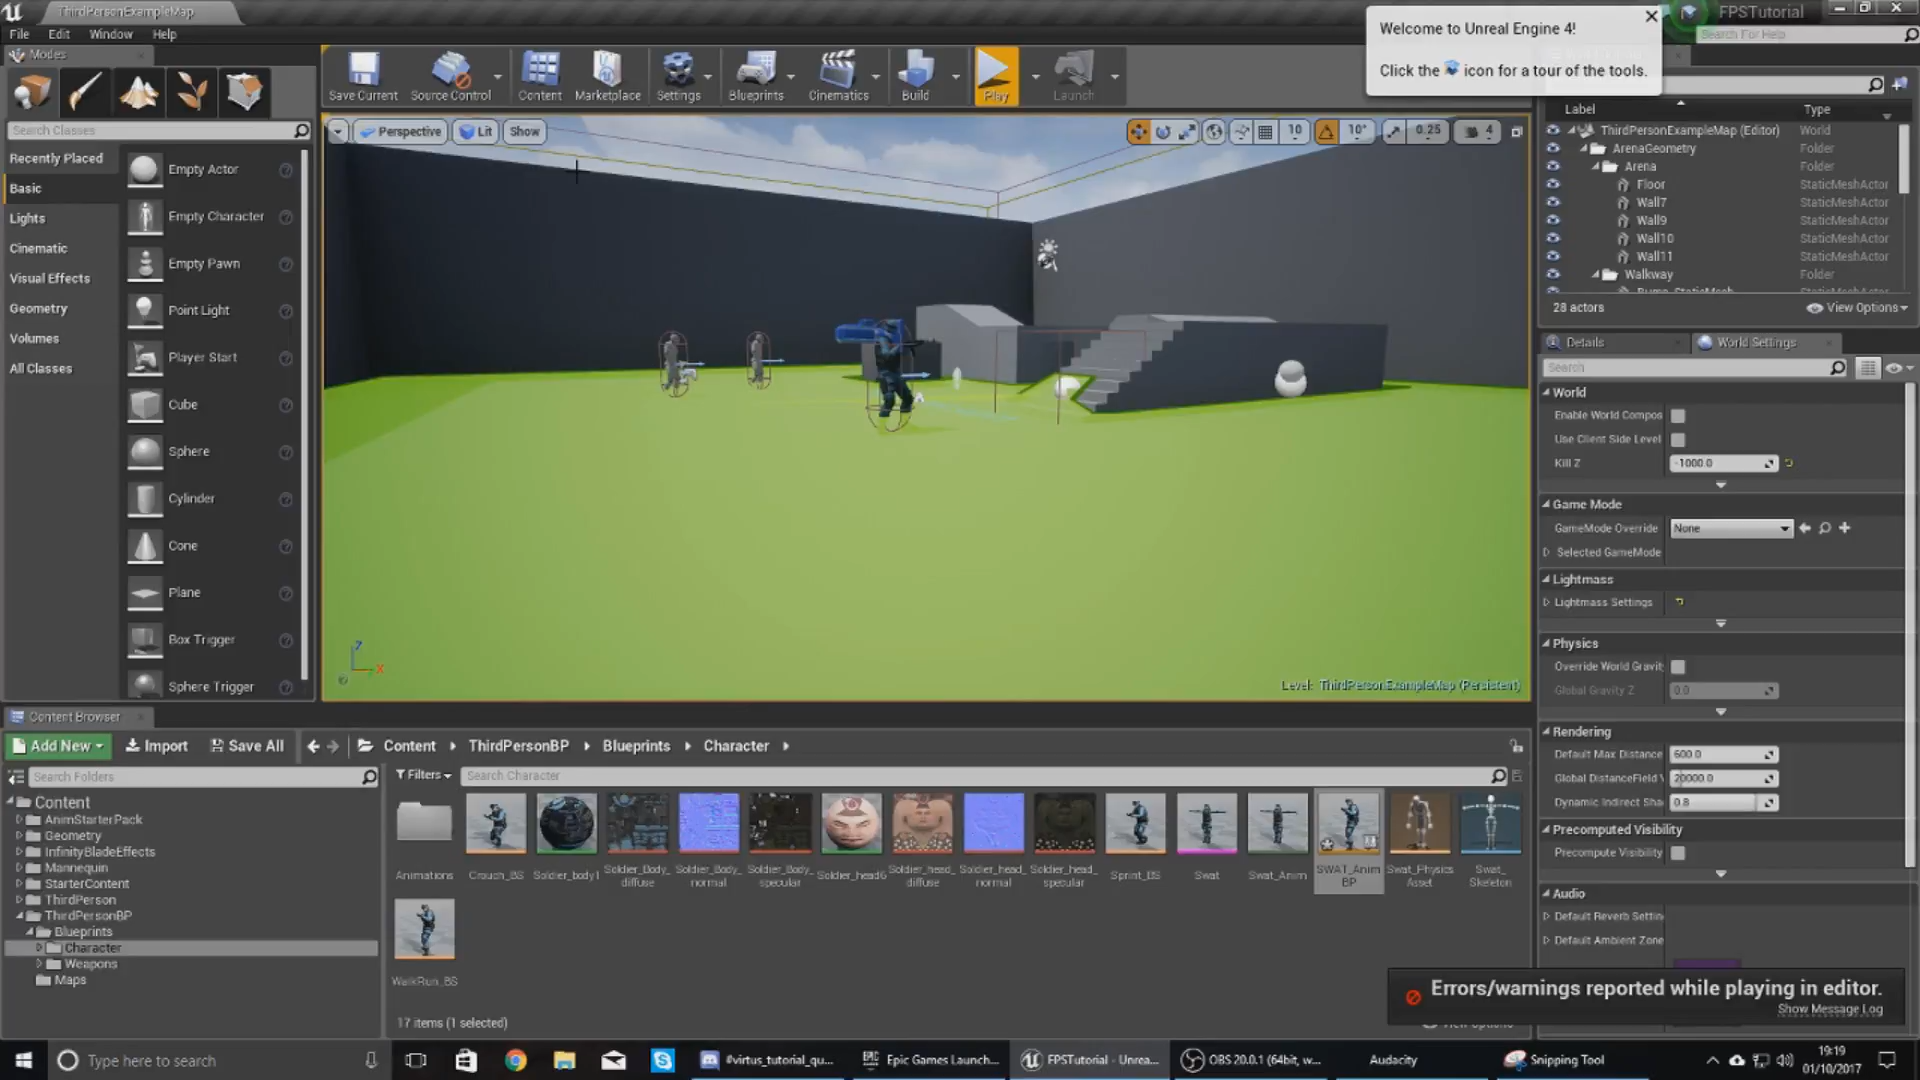 ThirdPersonExampleMap
FPSTutorial
File Edit Window Help
Search For Help
Welcome to Unreal Engine 4!
Click the icon for a tour of the tools.
Modes
Save Current
Source Control
Content
Marketplace
Settings
Blueprints
Cinematics
Build
Play
Launch
Search Classes
Recently Placed
Basic
Lights
Cinematic
Visual Effects
Geometry
Volumes
All Classes
Empty Actor
Empty Character
Empty Pawn
Point Light
Player Start
Cube
Sphere
Cylinder
Cone
Plane
Box Trigger
Sphere Trigger
Perspective
Lit
Show
10
10°
0.25
4
Z
X
Level: ThirdPersonExampleMap (Persistent)
Label Type
ThirdPersonExampleMap (Editor) World
ArenaGeometry Folder
Arena Folder
Floor StaticMeshActor
Wall7 StaticMeshActor
Wall9 StaticMeshActor
Wall10 StaticMeshActor
Wall11 StaticMeshActor
Walkway Folder
28 actors
View Options
Details
World Settings
Search
World
Enable World Compos
Use Client Side Level
Kill Z -1000.0
Game Mode
GameMode Override None
Selected GameMode
Lightmass
Lightmass Settings
Physics
Override World Gravit
Global Gravity Z 0.0
Rendering
Default Max Distance 600.0
Global DistanceField V 20000.0
Dynamic Indirect Sha 0.8
Precomputed Visibility
Precompute Visibility
Audio
Default Reverb Settin
Default Ambient Zone
Errors/warnings reported while playing in editor.
Show Message Log
Content Browser
Add New
Import
Save All
Content ThirdPersonBP Blueprints Character
Search Folders
Filters
Search Character
Content
AnimStarterPack
Geometry
InfinityBladeEffects
Mannequin
StarterContent
ThirdPerson
ThirdPersonBP
Blueprints
Character
Weapons
Maps
Animations
Crouch_BS
Soldier_body1
Soldier_Body_diffuse
Soldier_Body_normal
Soldier_Body_specular
Soldier_head6
Soldier_head_diffuse
Soldier_head_normal
Soldier_head_specular
Sprint_BS
Swat
Swat_Anim
SWAT_AnimBP
Swat_PhysicsAsset
Swat_Skeleton
WalkRun_BS
17 items (1 selected)
Type here to search
#virtus_tutorial_qu...
Epic Games Launch...
FPSTutorial - Unrea...
OBS 20.0.1 (64bit, w...
Audacity
Snipping Tool
19:19
01/10/2017